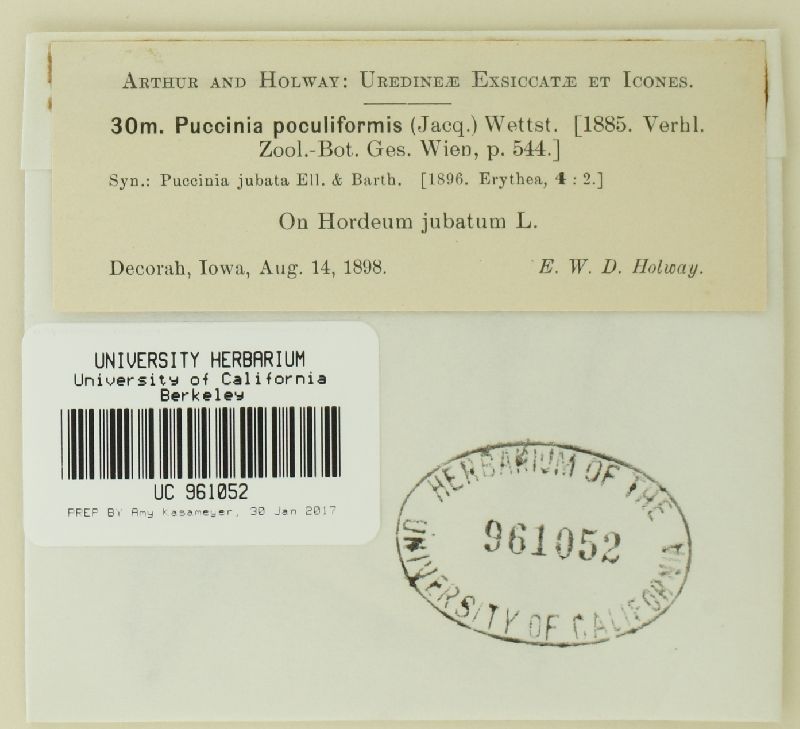 ARTHUR AND HOLWAY: UREDINEÆ EXSICCATÆ ET ICONES.
30m. Puccinia poculiformis (Jacq.) Wettst. [1885. Verhl.
Zool.-Bot. Ges. Wien, p. 544.]
Syn.: Puccinia jubata Ell. & Barth. [1896. Erythea, 4 : 2.]
On Hordeum jubatum L.
Decorah, Iowa, Aug. 14, 1898. E. W. D. Holway.
UNIVERSITY HERBARIUM
University of California
Berkeley
UC 961052
PREP BY Amy Kasameyer, 30 Jan 2017
HERBARIUM OF THE
961052
UNIVERSITY OF CALIFORNIA